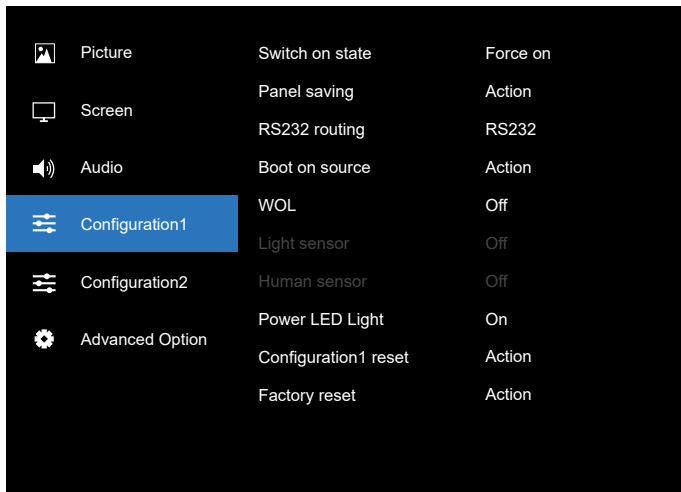 Picture
Screen
Audio
Configuration1
Configuration2
Advanced Option
Switch on state Force on
Panel saving Action
RS232 routing RS232
Boot on source Action
WOL Off
Light sensor Off
Human sensor Off
Power LED Light On
Configuration1 reset Action
Factory reset Action